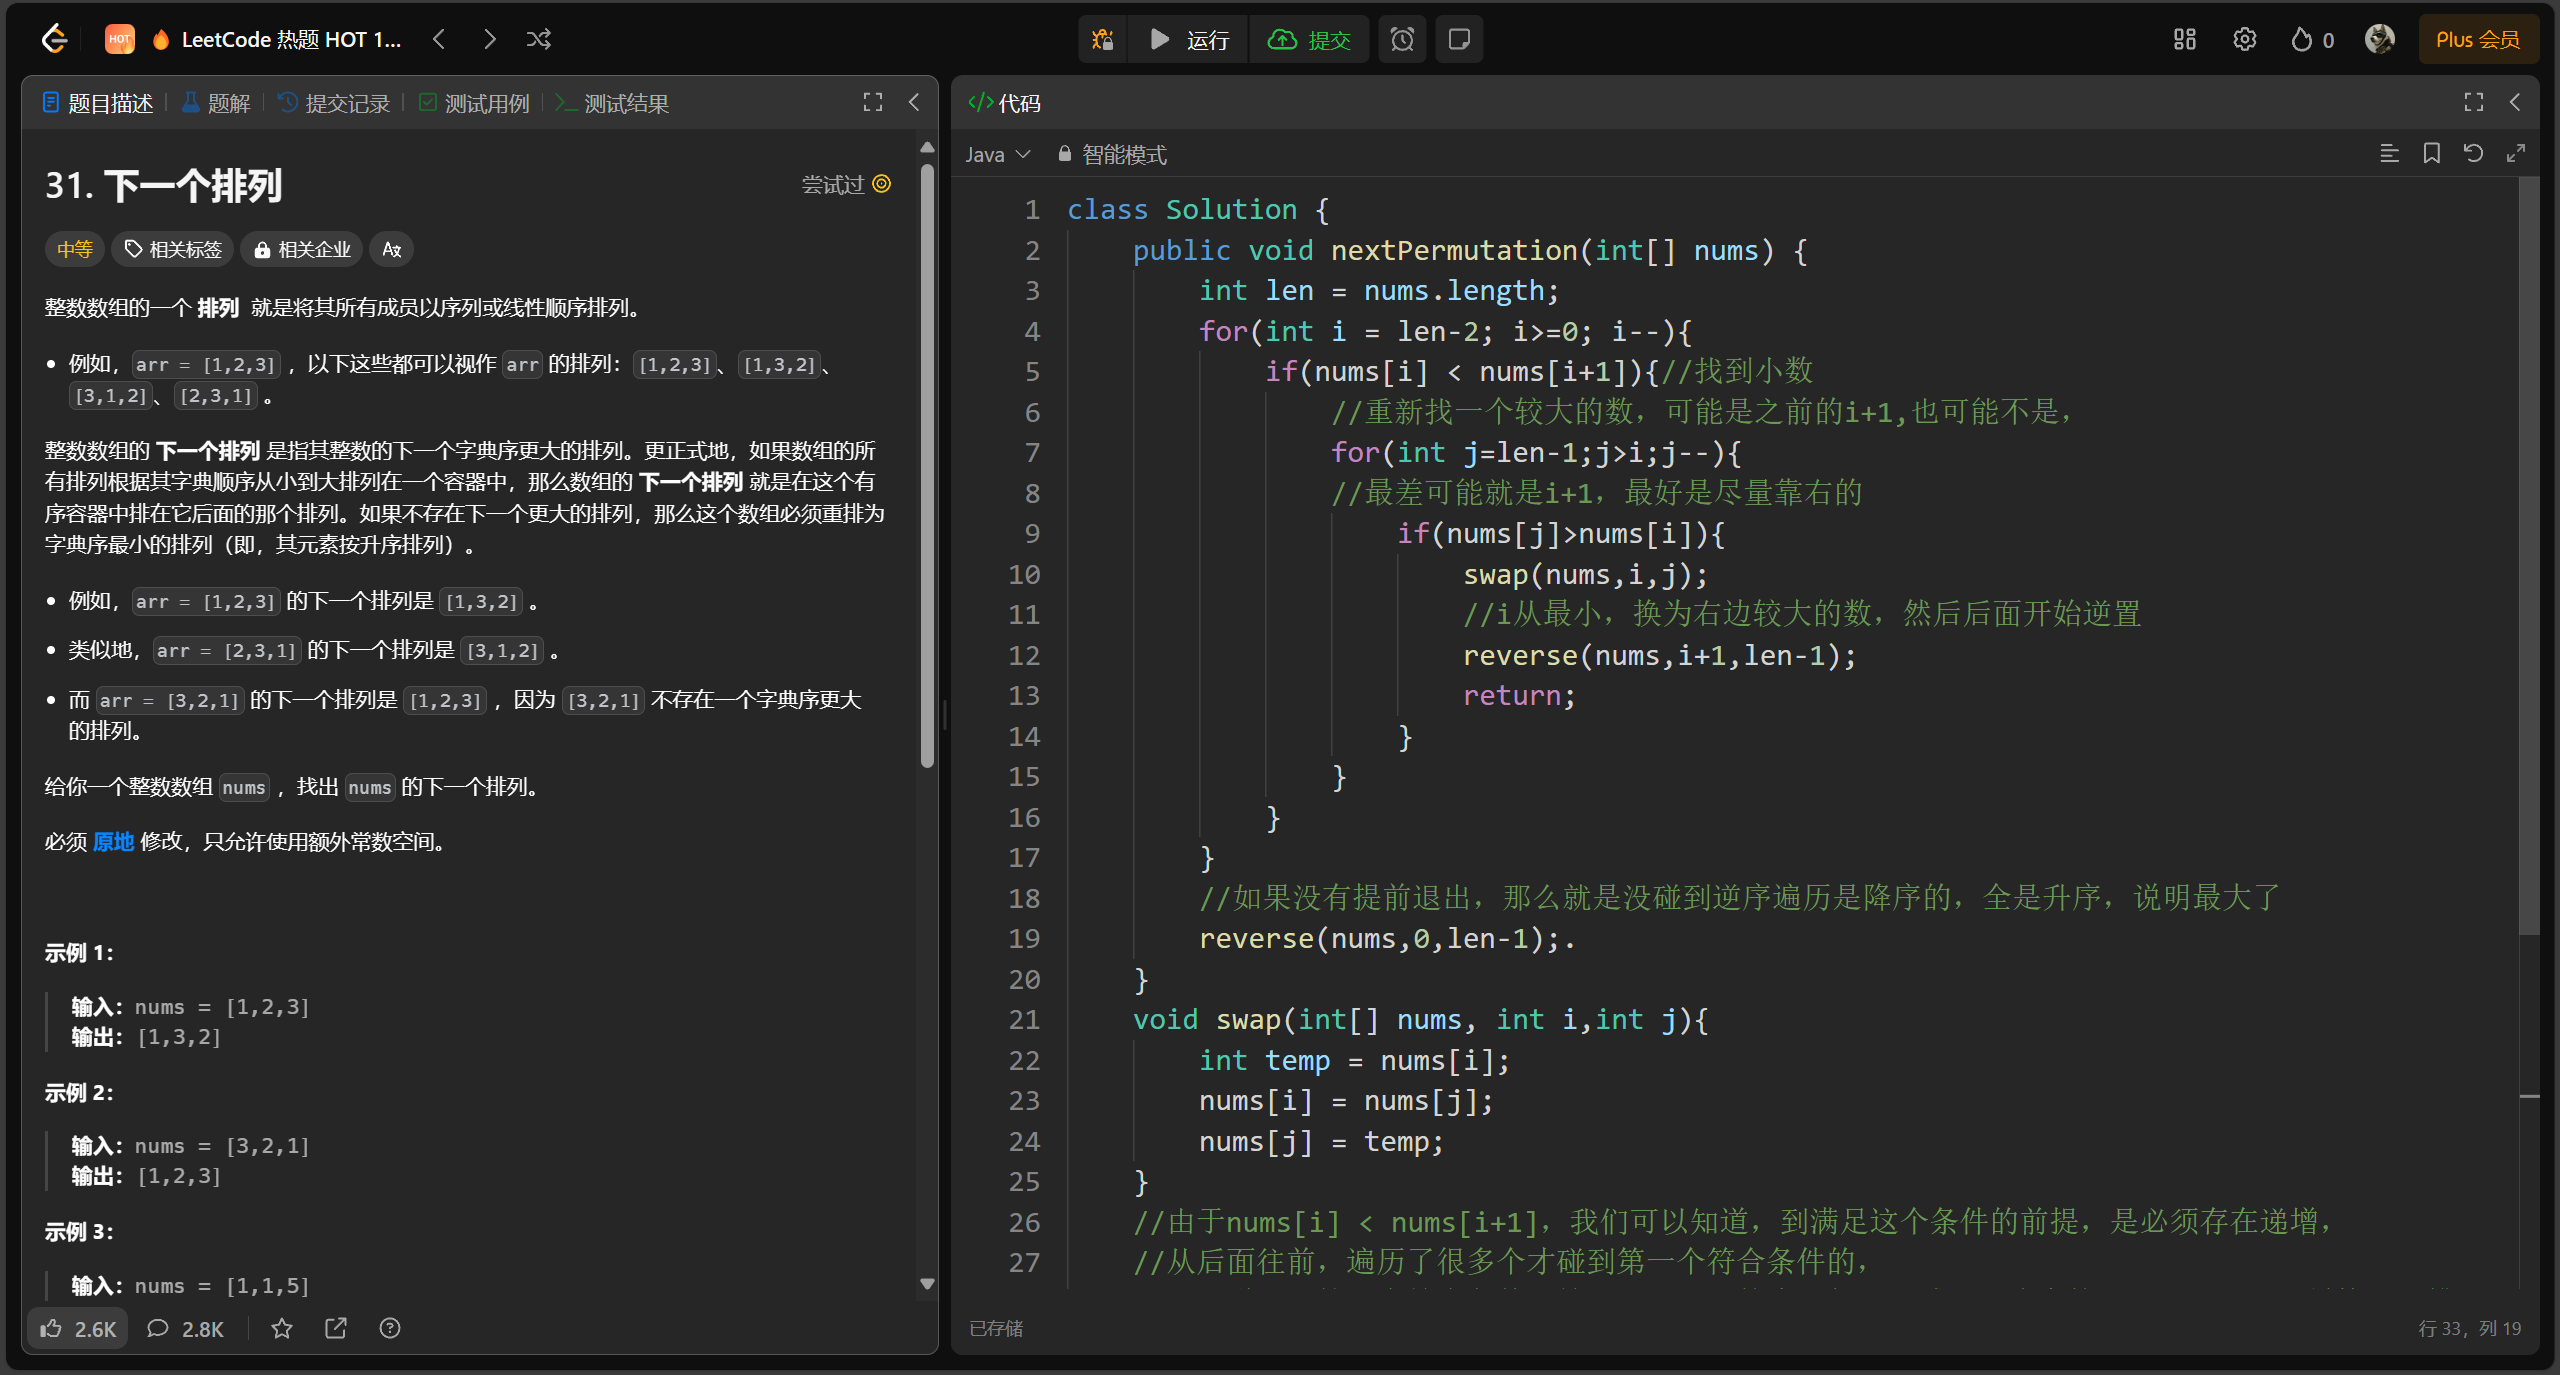 HOT LeetCode 热题 HOT 1...
运行
提交
0
Plus 会员
题目描述
题解
提交记录
测试用例
测试结果
31. 下一个排列
尝试过
中等
相关标签
相关企业
整数数组的一个 排列 就是将其所有成员以序列或线性顺序排列。
例如，arr = [1,2,3] ，以下这些都可以视作 arr 的排列：[1,2,3]、[1,3,2]、
[3,1,2]、[2,3,1] 。
整数数组的 下一个排列 是指其整数的下一个字典序更大的排列。更正式地，如果数组的所
有排列根据其字典顺序从小到大排列在一个容器中，那么数组的 下一个排列 就是在这个有
序容器中排在它后面的那个排列。如果不存在下一个更大的排列，那么这个数组必须重排为
字典序最小的排列（即，其元素按升序排列）。
例如，arr = [1,2,3] 的下一个排列是 [1,3,2] 。
类似地，arr = [2,3,1] 的下一个排列是 [3,1,2] 。
而 arr = [3,2,1] 的下一个排列是 [1,2,3] ，因为 [3,2,1] 不存在一个字典序更大
的排列。
给你一个整数数组 nums ，找出 nums 的下一个排列。
必须 原地 修改，只允许使用额外常数空间。
示例 1：
输入：nums = [1,2,3]
输出：[1,3,2]
示例 2：
输入：nums = [3,2,1]
输出：[1,2,3]
示例 3：
输入：nums = [1,1,5]
2.6K
2.8K
</> 代码
Java
智能模式
1 class Solution {
2 public void nextPermutation(int[] nums) {
3 int len = nums.length;
4 for(int i = len-2; i>=0; i--){
5 if(nums[i] < nums[i+1]){//找到小数
6 //重新找一个较大的数，可能是之前的i+1,也可能不是，
7 for(int j=len-1;j>i;j--){
8 //最差可能就是i+1，最好是尽量靠右的
9 if(nums[j]>nums[i]){
10 swap(nums,i,j);
11 //i从最小，换为右边较大的数，然后后面开始逆置
12 reverse(nums,i+1,len-1);
13 return;
14 }
15 }
16 }
17 }
18 //如果没有提前退出，那么就是没碰到逆序遍历是降序的，全是升序，说明最大了
19 reverse(nums,0,len-1);.
20 }
21 void swap(int[] nums, int i,int j){
22 int temp = nums[i];
23 nums[i] = nums[j];
24 nums[j] = temp;
25 }
26 //由于nums[i] < nums[i+1]，我们可以知道，到满足这个条件的前提，是必须存在递增，
27 //从后面往前，遍历了很多个才碰到第一个符合条件的，
已存储
行 33，列 19